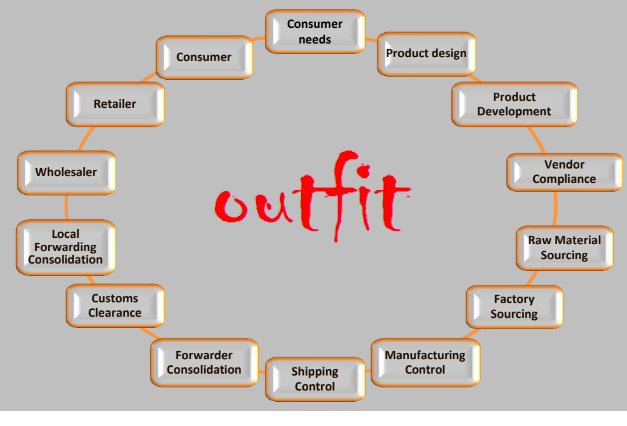 Consumer
needs
Product design
Product
Development
Vendor
Compliance
Raw Material
Sourcing
Factory
Sourcing
Manufacturing
Control
Shipping
Control
Forwarder
Consolidation
Customs
Clearance
Local
Forwarding
Consolidation
Wholesaler
Retailer
Consumer
outfit